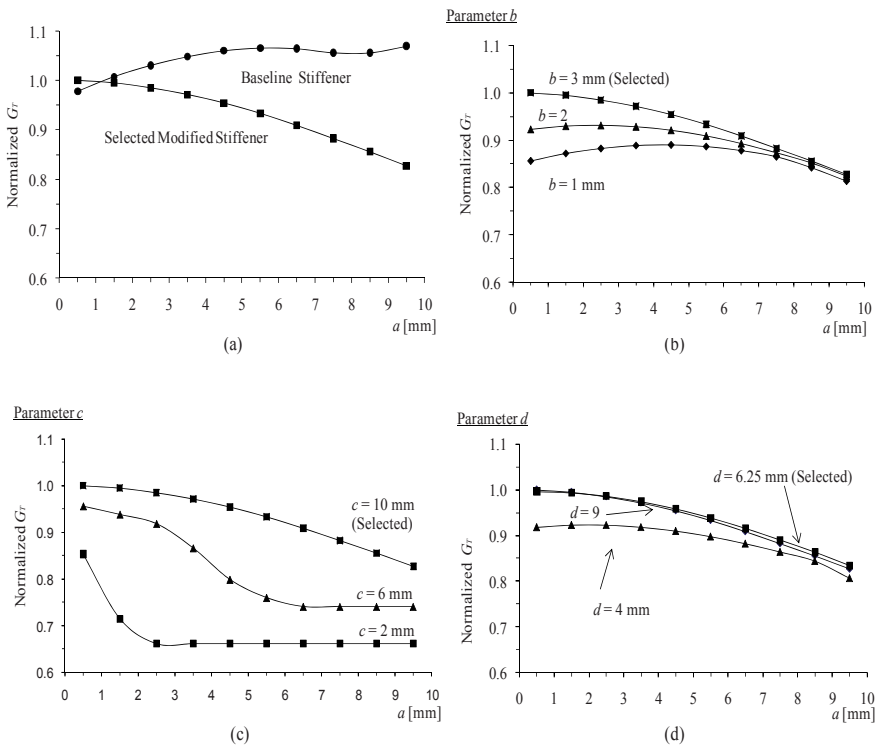 1.1
1.0
0.9
0.8
0.7
0.6
Normalized G_T
Baseline Stiffener
Selected Modified Stiffener
0 1 2 3 4 5 6 7 8 9 10
a [mm]
(a)
Parameter b
1.1
1.0
0.9
0.8
0.7
0.6
Normalized G_T
b = 3 mm (Selected)
b = 2
b = 1 mm
0 1 2 3 4 5 6 7 8 9 10
a [mm]
(b)
Parameter c
1.1
1.0
0.9
0.8
0.7
0.6
Normalized G_T
c = 10 mm
(Selected)
c = 6 mm
c = 2 mm
0 1 2 3 4 5 6 7 8 9 10
a [mm]
(c)
Parameter d
1.1
1.0
0.9
0.8
0.7
0.6
Normalized G_T
d = 6.25 mm (Selected)
d = 9
d = 4 mm
0 1 2 3 4 5 6 7 8 9 10
a [mm]
(d)